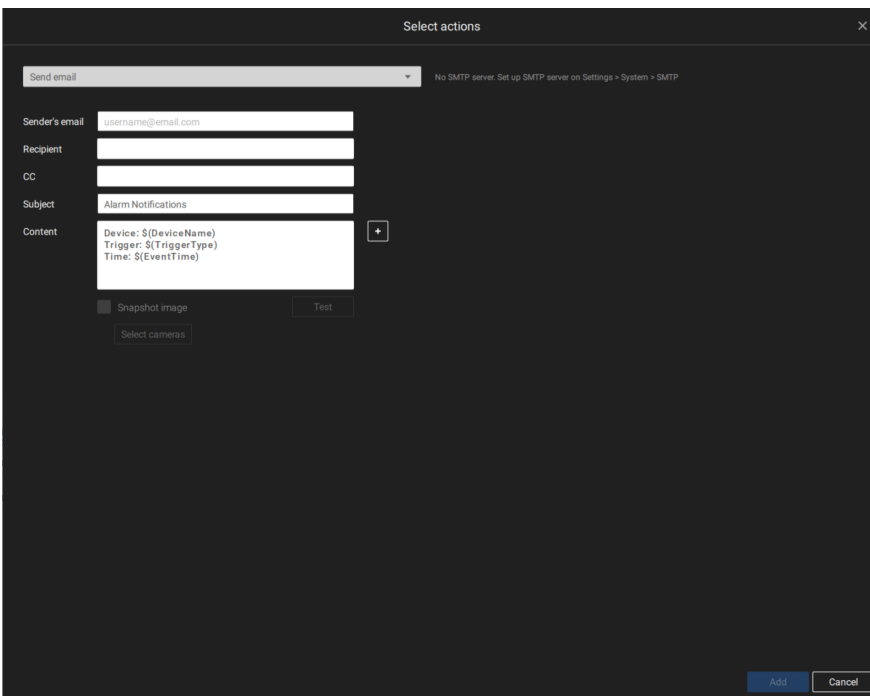 Select actions
Send email
No SMTP server. Set up SMTP server on Settings > System > SMTP
Sender's email
username@email.com
Recipient
CC
Subject
Alarm Notifications
Content
Device: $(DeviceName)
Trigger: $(TriggerType)
Time: $(EventTime)
Snapshot image
Test
Select cameras
Add
Cancel